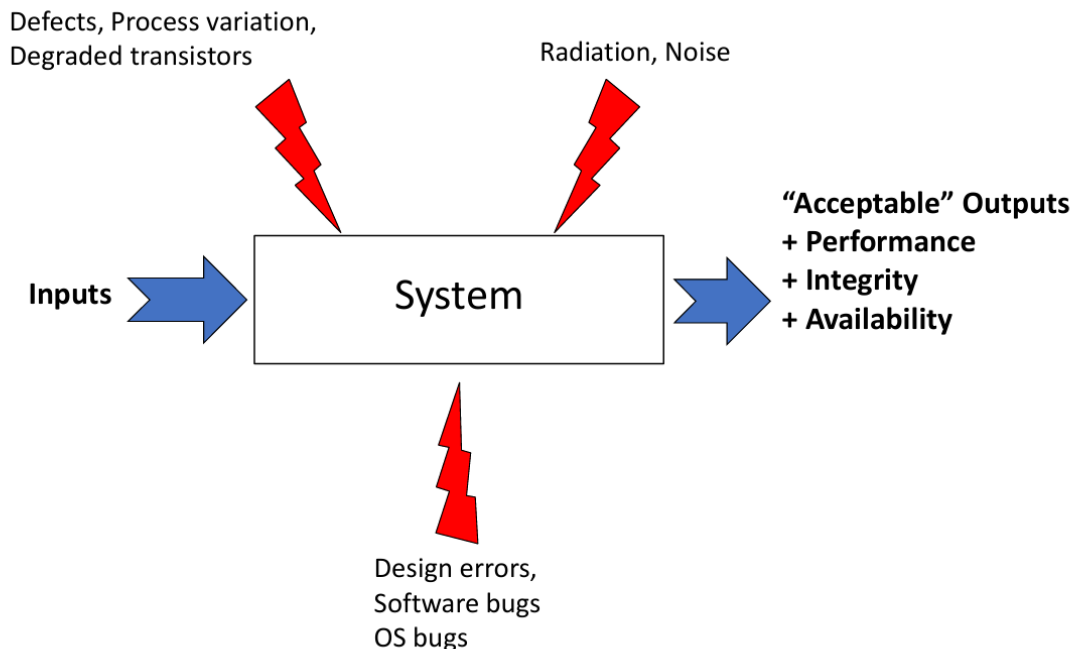 Defects, Process variation,
Degraded transistors
Radiation, Noise
Inputs
System
“Acceptable” Outputs
+ Performance
+ Integrity
+ Availability
Design errors,
Software bugs
OS bugs